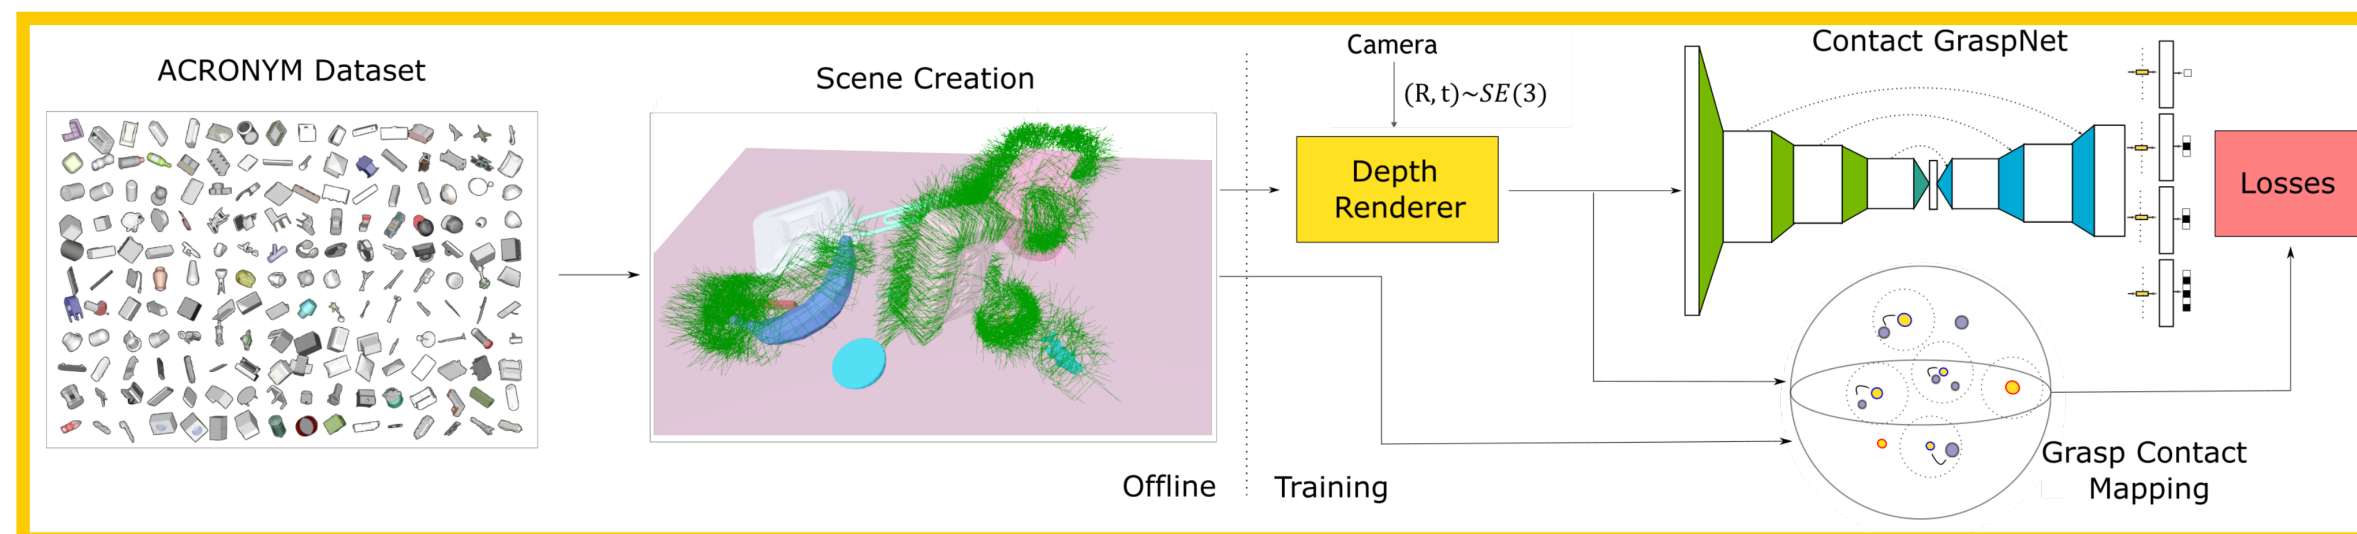 ACRONYM Dataset
Scene Creation
Camera
(R, t)~SE(3)
Depth
Renderer
Contact GraspNet
Losses
Grasp Contact
Mapping
Offline
Training